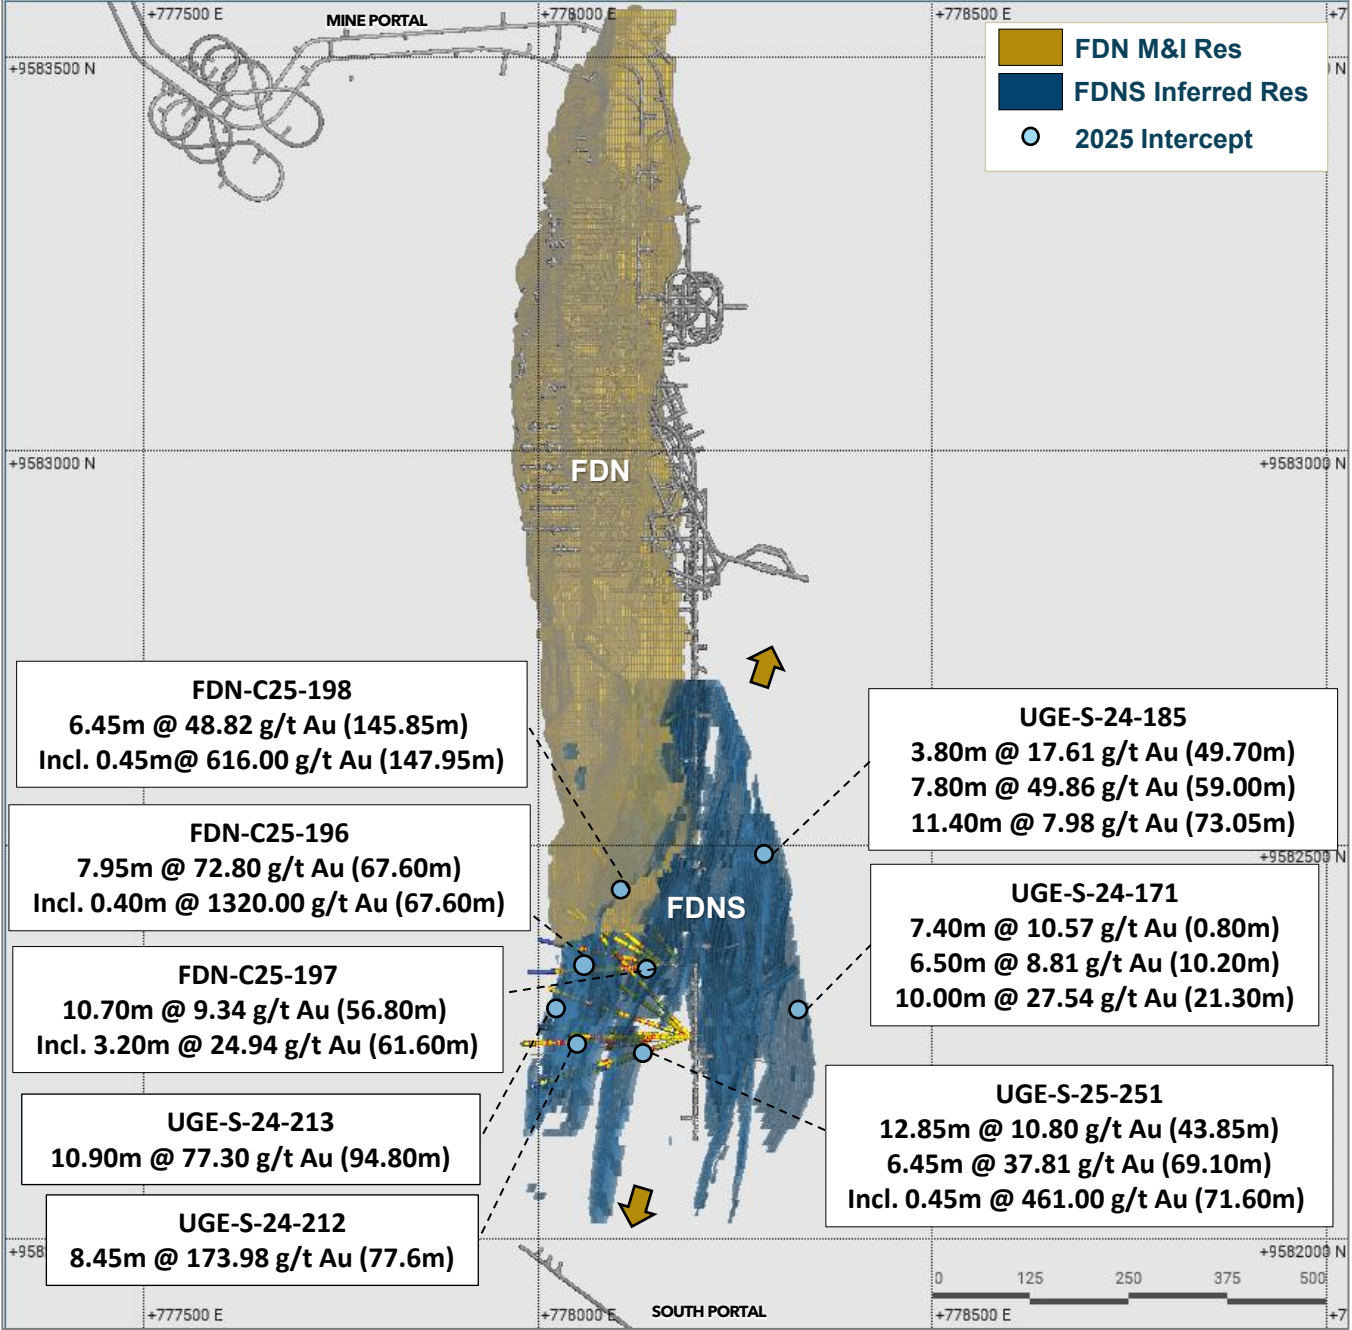 +777500 E
MINE PORTAL
+778000 E
+778500 E
+7
+9583500 N
N
FDN M&I Res
FDNS Inferred Res
2025 Intercept
+9583000 N
FDN
+9583000 N
FDN-C25-198
6.45m @ 48.82 g/t Au (145.85m)
Incl. 0.45m@ 616.00 g/t Au (147.95m)
UGE-S-24-185
3.80m @ 17.61 g/t Au (49.70m)
7.80m @ 49.86 g/t Au (59.00m)
11.40m @ 7.98 g/t Au (73.05m)
FDN-C25-196
7.95m @ 72.80 g/t Au (67.60m)
Incl. 0.40m @ 1320.00 g/t Au (67.60m)
+9582500 N
FDNS
UGE-S-24-171
7.40m @ 10.57 g/t Au (0.80m)
6.50m @ 8.81 g/t Au (10.20m)
10.00m @ 27.54 g/t Au (21.30m)
FDN-C25-197
10.70m @ 9.34 g/t Au (56.80m)
Incl. 3.20m @ 24.94 g/t Au (61.60m)
UGE-S-25-251
12.85m @ 10.80 g/t Au (43.85m)
6.45m @ 37.81 g/t Au (69.10m)
Incl. 0.45m @ 461.00 g/t Au (71.60m)
UGE-S-24-213
10.90m @ 77.30 g/t Au (94.80m)
UGE-S-24-212
8.45m @ 173.98 g/t Au (77.6m)
+958
+9582000 N
0 125 250 375 500
+777500 E
+778000 E
SOUTH PORTAL
+778500 E
+7